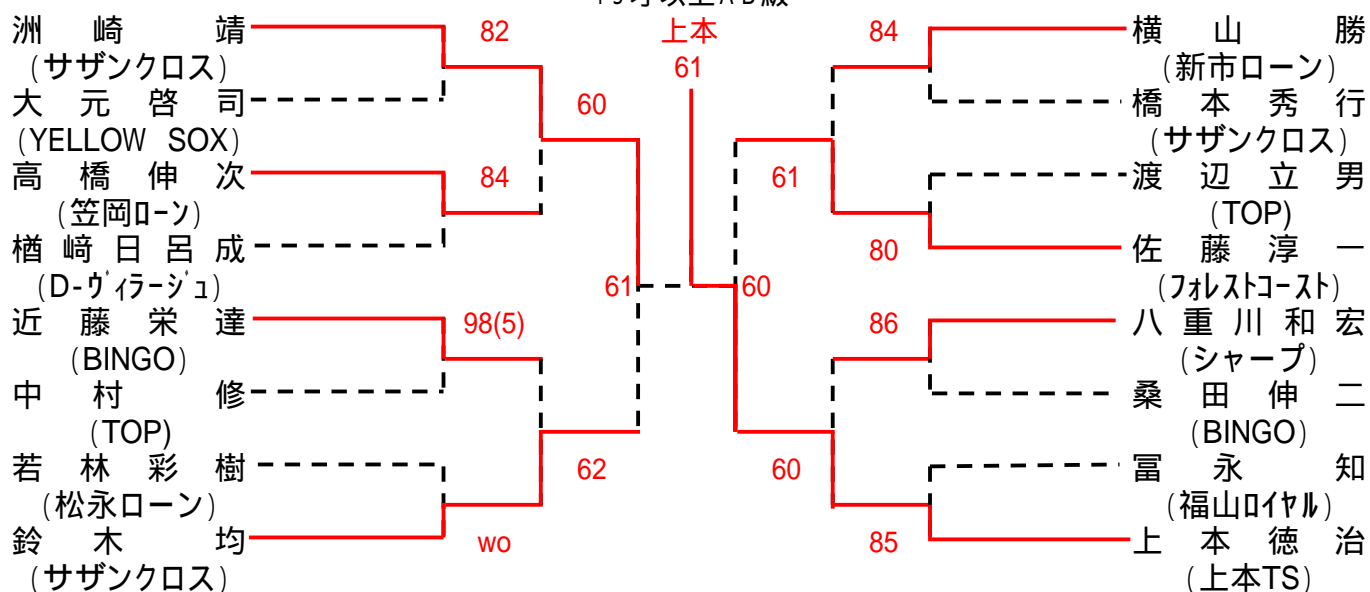 上本
61
洲崎靖
(サザンクロス)
大元啓司
(YELLOW SOX)
高橋伸次
(笠岡ローン)
楢﨑日呂成
(D-ヴィラージュ)
近藤栄達
(BINGO)
中村修
(TOP)
若林彩樹
(松永ローン)
鈴木均
(サザンクロス)
82
84
98(5)
wo
60
62
61
60
61
60
84
80
86
85
横山勝
(新市ローン)
橋本秀行
(サザンクロス)
渡辺立男
(TOP)
佐藤淳一
(フォレストコースト)
八重川和宏
(シャープ)
桑田伸二
(BINGO)
冨永知
(福山ロイヤル)
上本徳治
(上本TS)